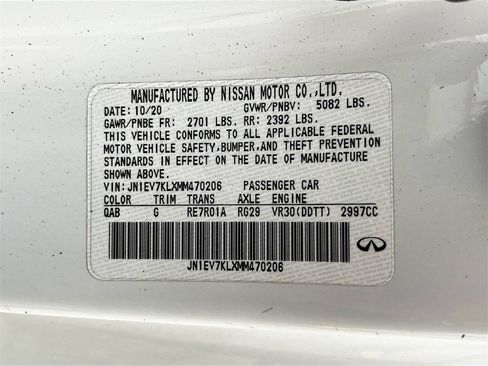 MANUFACTURED BY NISSAN MOTOR CO.,LTD.
DATE: 10/20 GVWR/PNBV: 5082 LBS.
GAWR/PNBE FR: 2701 LBS. RR: 2392 LBS.
THIS VEHICLE CONFORMS TO ALL APPLICABLE FEDERAL
MOTOR VEHICLE SAFETY,BUMPER,AND THEFT PREVENTION
STANDARDS IN EFFECT ON THE DATE OF MANUFACTURE
SHOWN ABOVE.
VIN: JN1EV7KLXMM470206 PASSENGER CAR
COLOR TRIM TRANS AXLE ENGINE
QAB G RE7R01A RG29 VR30(DDTT) 2997CC
JN1EV7KLXMM470206